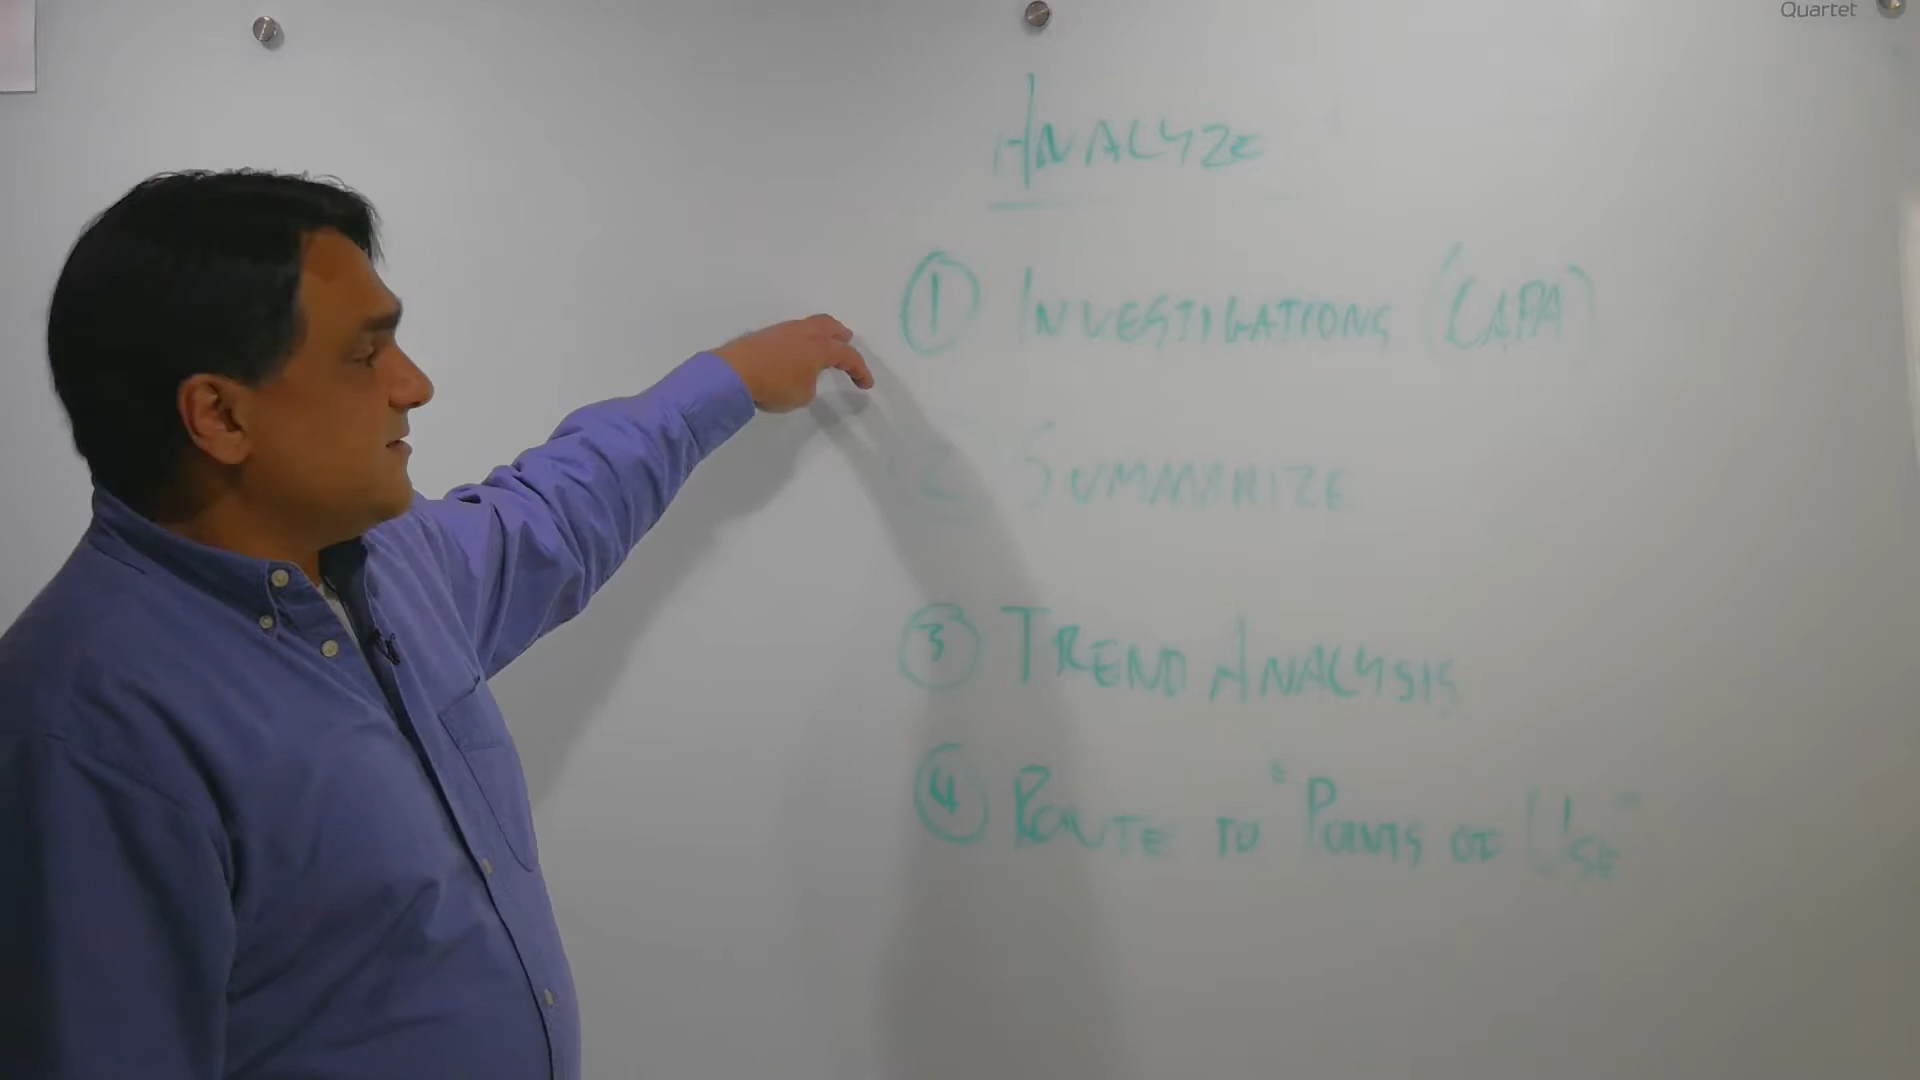 Quartet
ANALYZE
① INVESTIGATIONS (CAPA)
② SUMMARIZE
③ TREND ANALYSIS
④ ROUTE TO "POINTS OF USE"